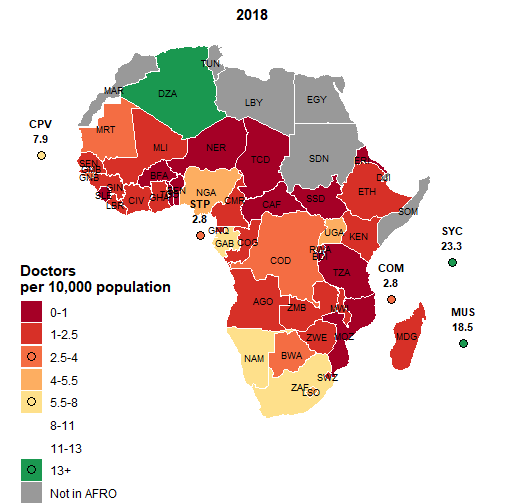 2018
TUN
MAR
DZA
LBY
EGY
CPV
7.9
MRT
MLI
NER
TCD
SDN
ERI
SEN
GNB
BFA
DJI
GIN
SLE
LBR
CIV
GHA
BEN
NGA
CMR
CAF
SSD
ETH
SOM
STP
2.8
GNQ
GAB
COG
UGA
KEN
SYC
23.3
COD
RWA
BDI
TZA
COM
2.8
Doctors
per 10,000 population
0-1
1-2.5
2.5-4
4-5.5
5.5-8
8-11
11-13
13+
Not in AFRO
AGO
ZMB
MWI
MUS
18.5
ZWE
MOZ
MDG
NAM
BWA
SWZ
ZAF
LSO